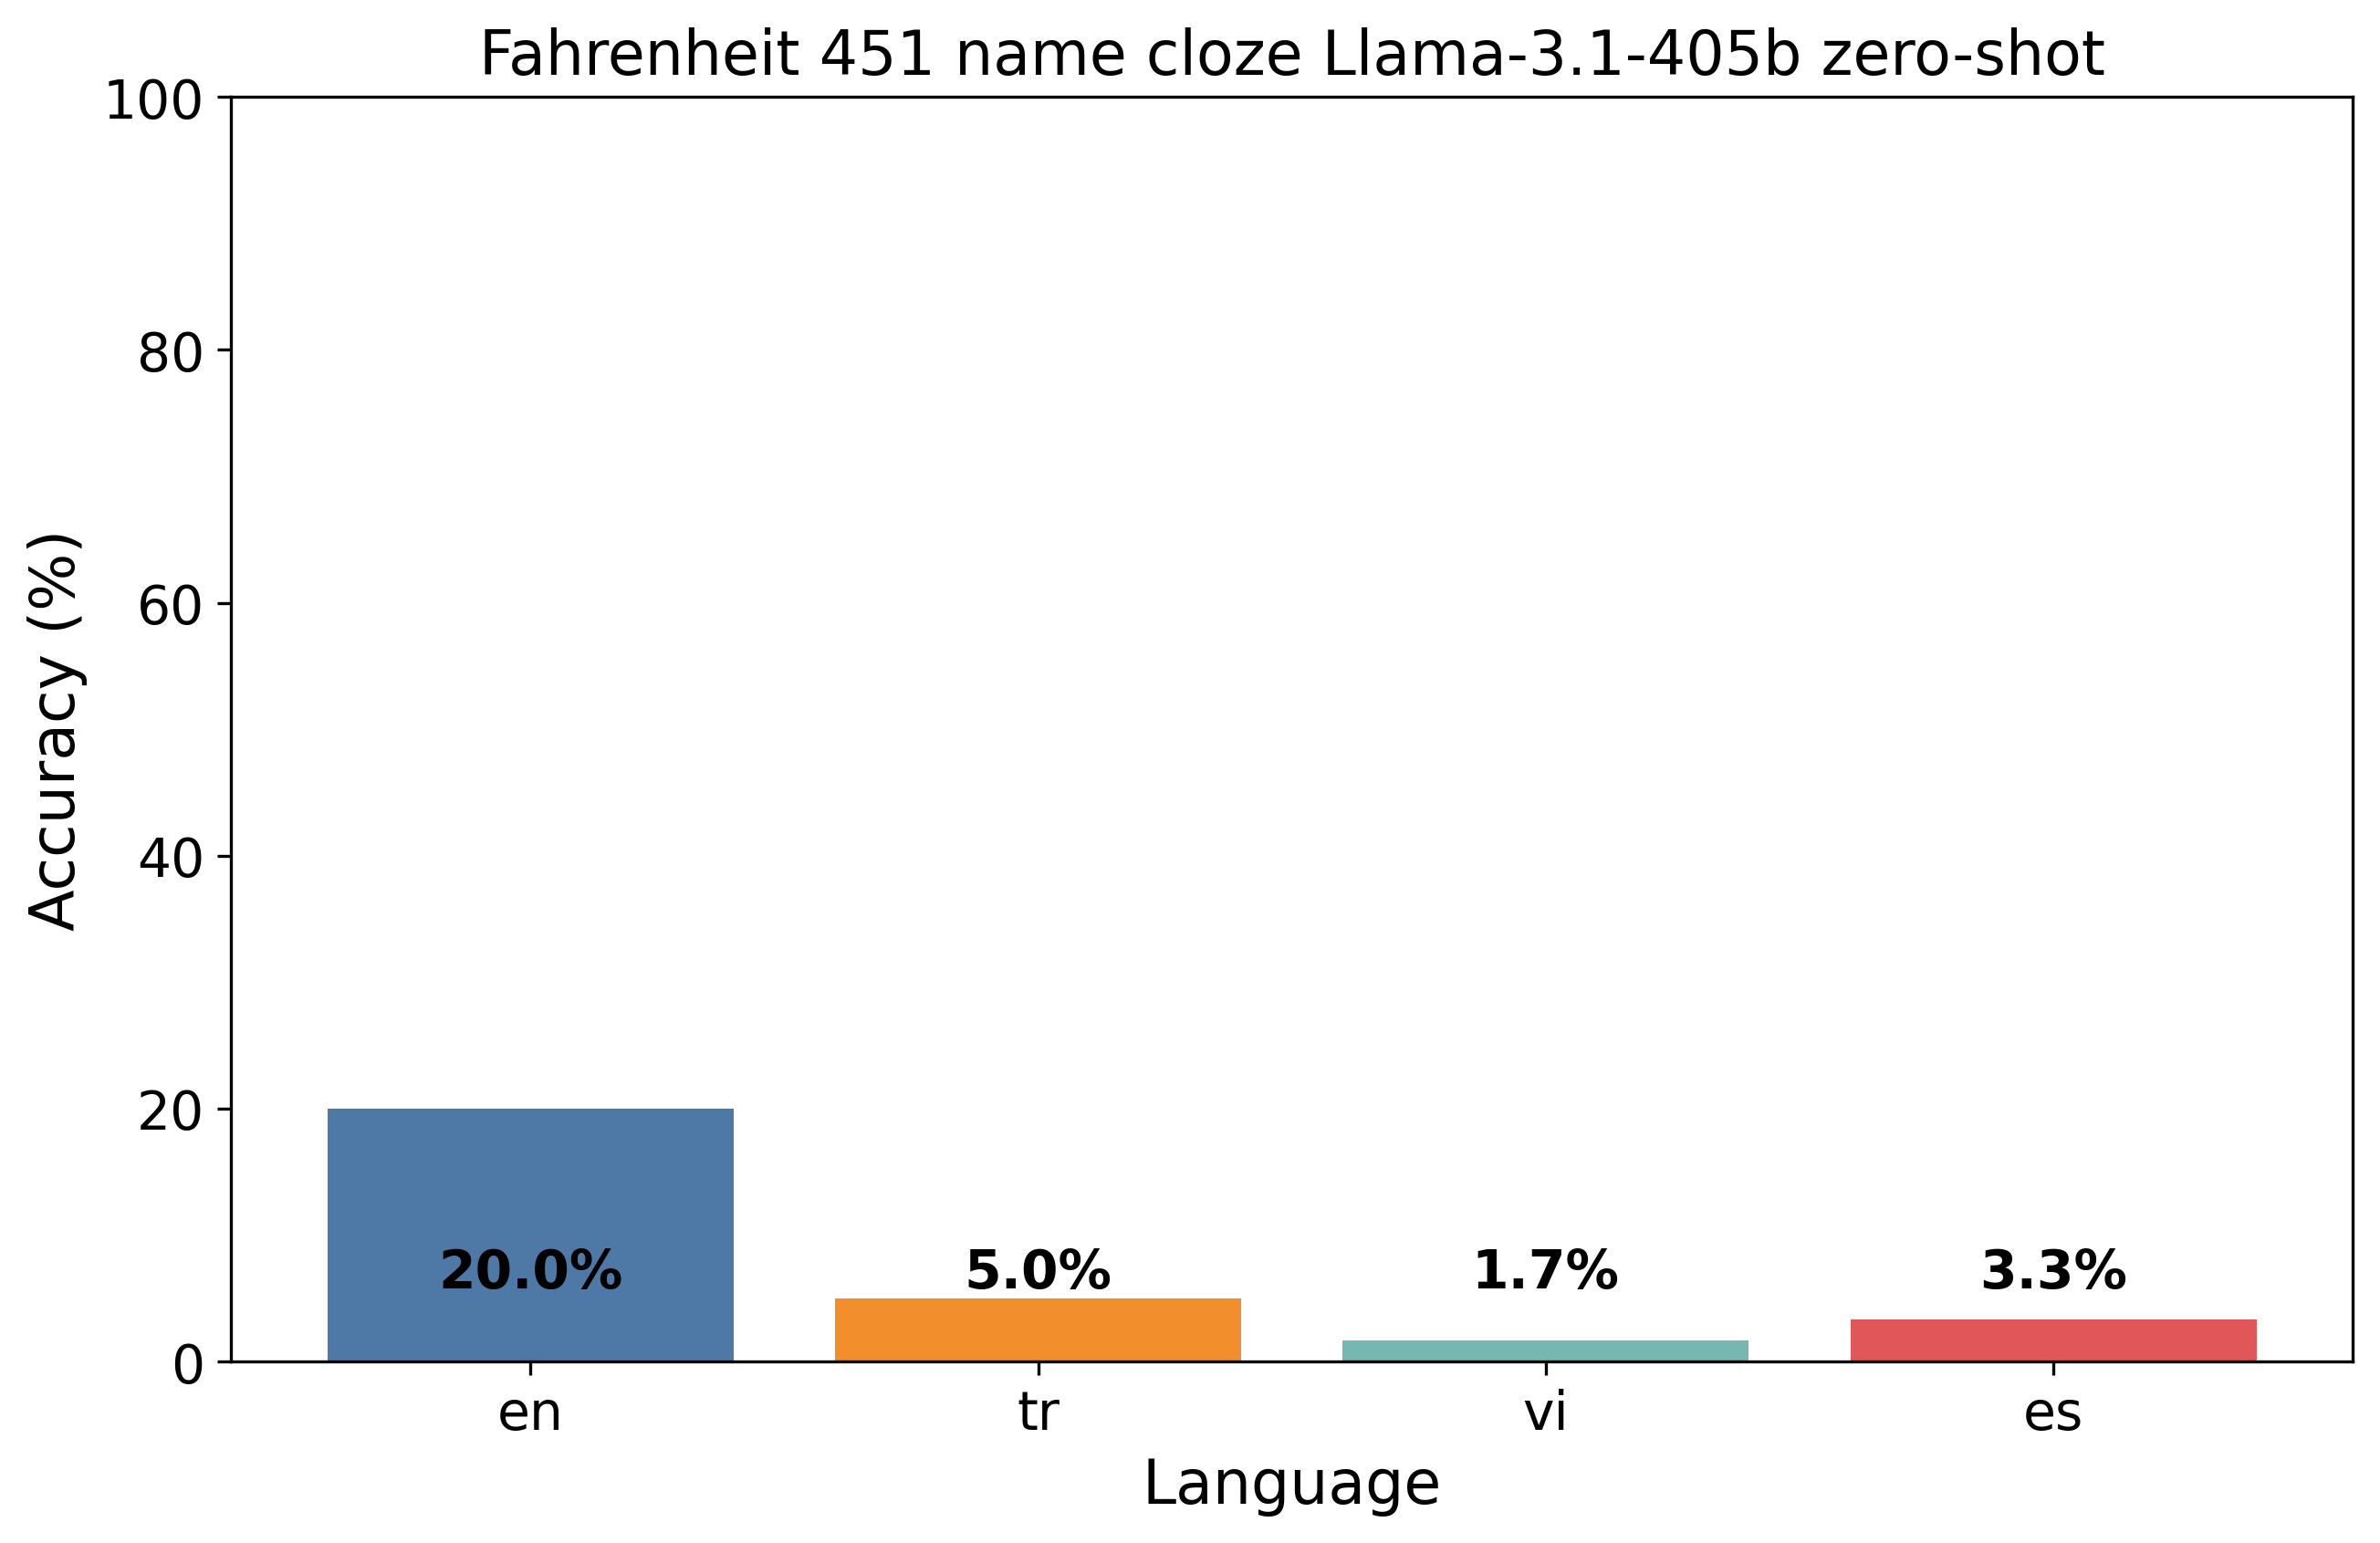 Fahrenheit 451 name cloze Llama-3.1-405b zero-shot
Accuracy (%)
100
80
60
40
20
0
20.0%
5.0%
1.7%
3.3%
en
tr
vi
es
Language